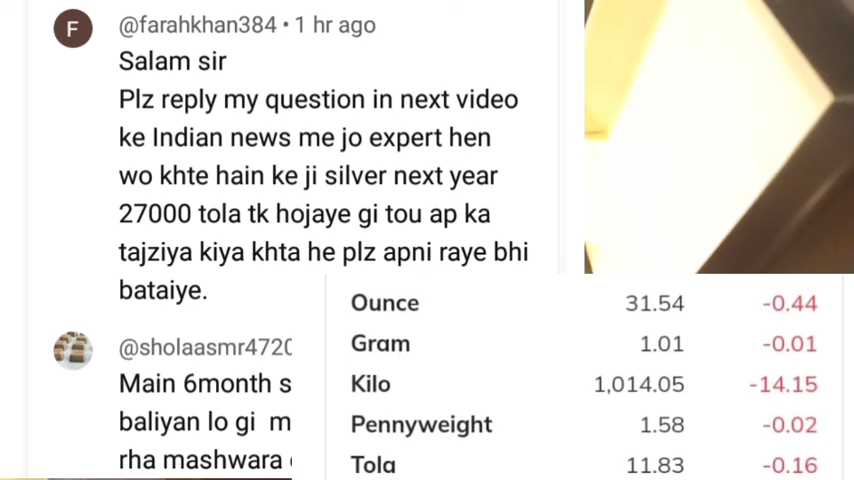 F
@farahkhan384 • 1 hr ago
Salam sir
Plz reply my question in next video
ke Indian news me jo expert hen
wo khte hain ke ji silver next year
27000 tola tk hojaye gi tou ap ka
tajziya kiya khta he plz apni raye bhi
bataiye.
@sholaasmr4720
Main 6month s
baliyan lo gi m
rha mashwara
Ounce 31.54 -0.44
Gram 1.01 -0.01
Kilo 1,014.05 -14.15
Pennyweight 1.58 -0.02
Tola 11.83 -0.16